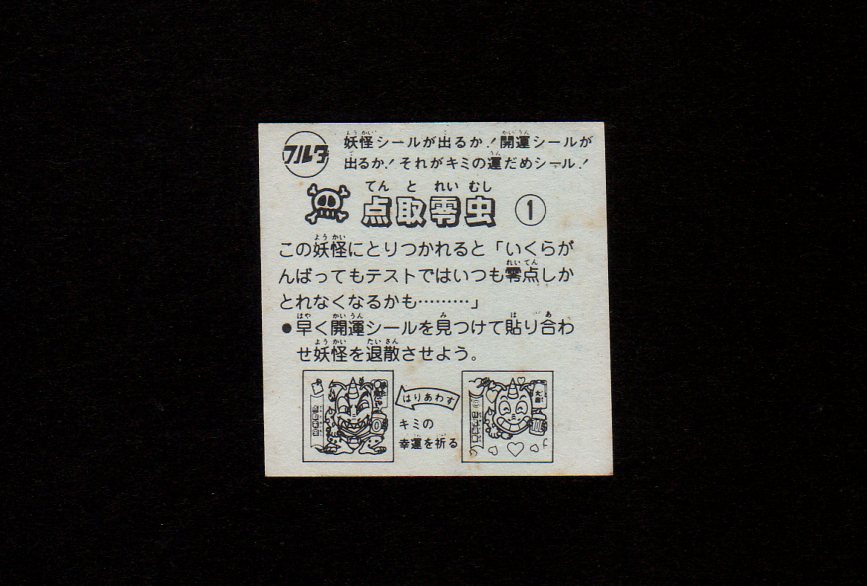 フルタ
妖怪シールが出るか！開運シールが
出るか！それがキミの運だめシール！
点取零虫 ①
この妖怪にとりつかれると「いくらが
んばってもテストではいつも零点しか
とれなくなるかも………」
●早く開運シールを見つけて貼り合わ
せ妖怪を退散させよう。
はりあわす
キミの
幸運を祈る